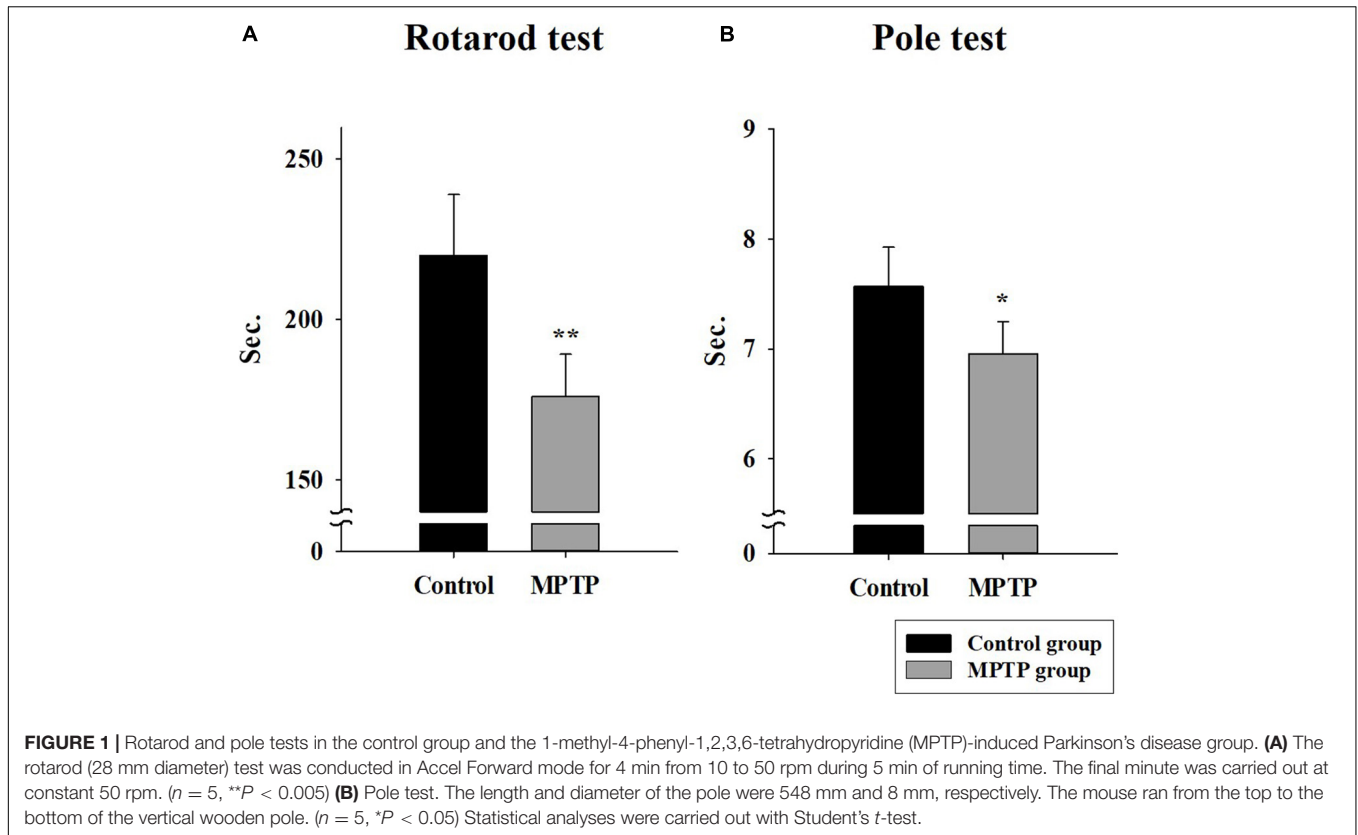 A Rotarod test
B Pole test
250
200
150
0
Sec.
**
Control MPTP
9
8
7
6
0
Sec.
*
Control MPTP
Control group
MPTP group
FIGURE 1 | Rotarod and pole tests in the control group and the 1-methyl-4-phenyl-1,2,3,6-tetrahydropyridine (MPTP)-induced Parkinson's disease group. (A) The
rotarod (28 mm diameter) test was conducted in Accel Forward mode for 4 min from 10 to 50 rpm during 5 min of running time. The final minute was carried out at
constant 50 rpm. (n = 5, **P < 0.005) (B) Pole test. The length and diameter of the pole were 548 mm and 8 mm, respectively. The mouse ran from the top to the
bottom of the vertical wooden pole. (n = 5, *P < 0.05) Statistical analyses were carried out with Student's t-test.